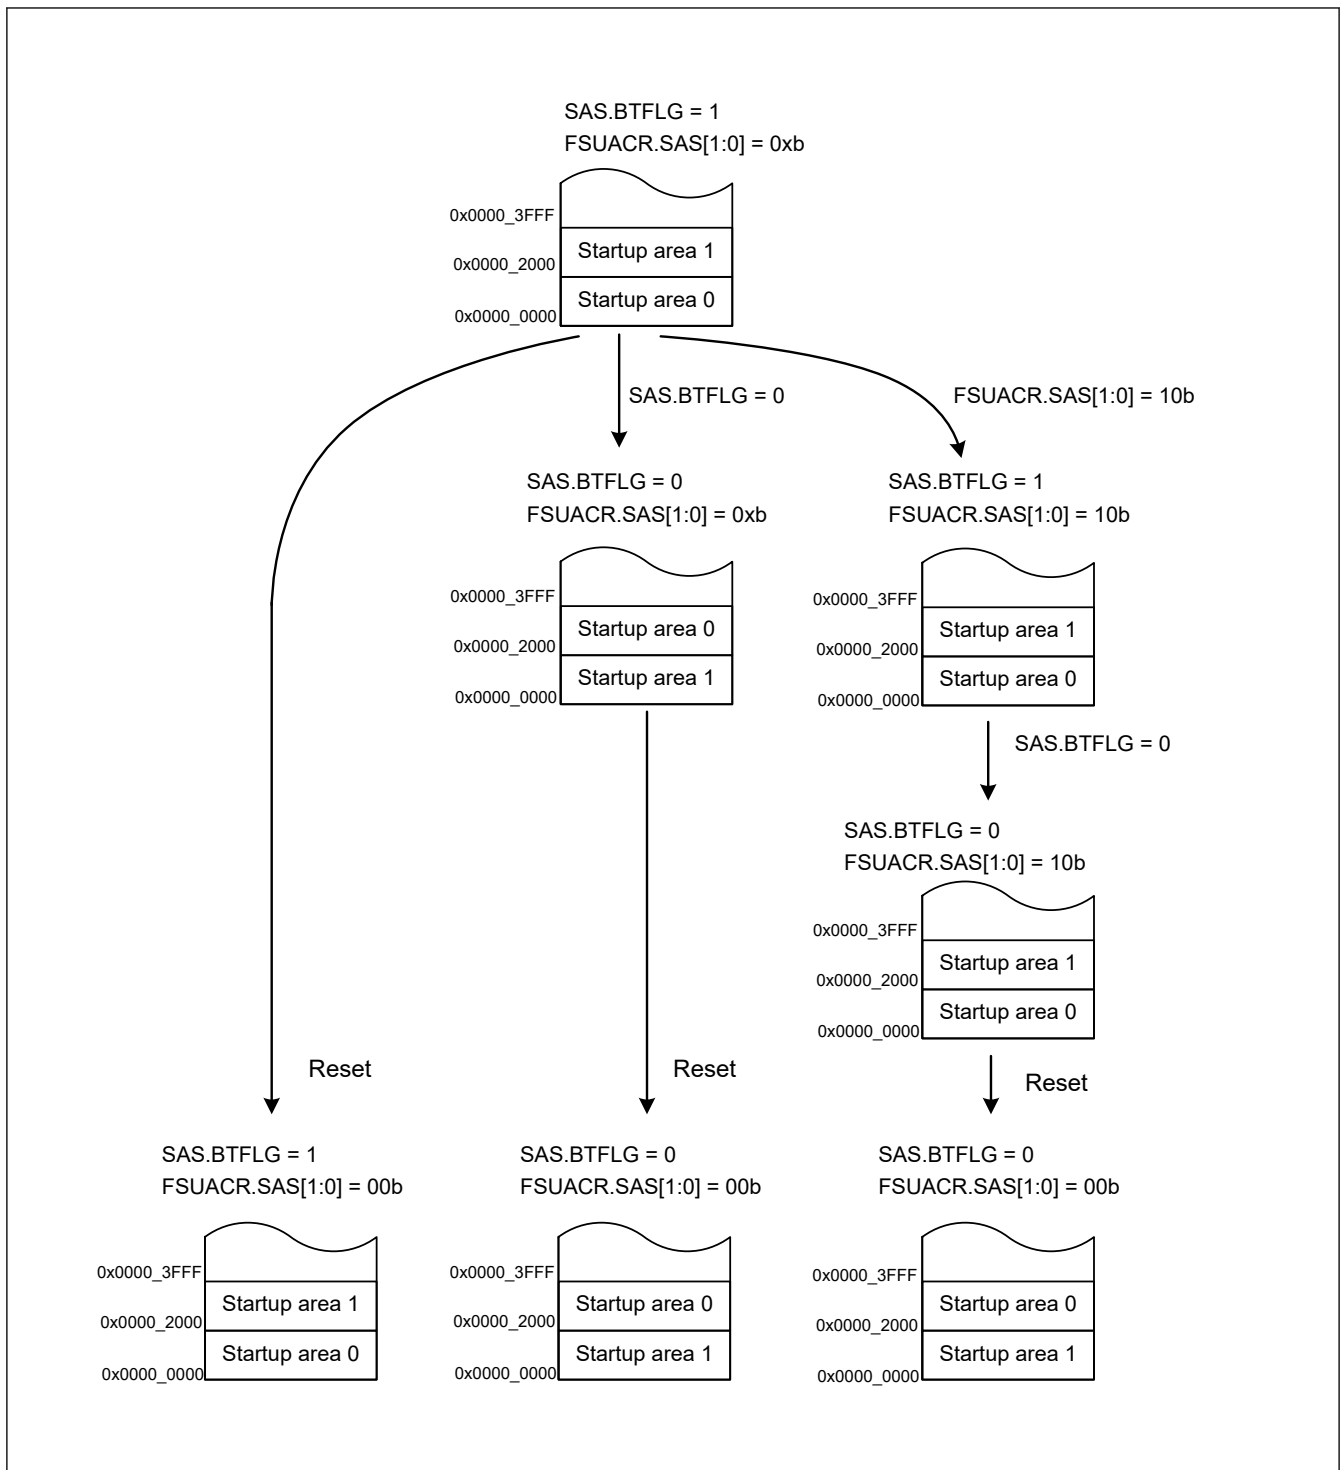 SAS.BTFLG = 1
FSUACR.SAS[1:0] = 0xb
0x0000_3FFF
Startup area 1
0x0000_2000
Startup area 0
0x0000_0000
SAS.BTFLG = 0
FSUACR.SAS[1:0] = 10b
SAS.BTFLG = 0
FSUACR.SAS[1:0] = 0xb
0x0000_3FFF
Startup area 0
0x0000_2000
Startup area 1
0x0000_0000
SAS.BTFLG = 1
FSUACR.SAS[1:0] = 10b
0x0000_3FFF
Startup area 1
0x0000_2000
Startup area 0
0x0000_0000
SAS.BTFLG = 0
SAS.BTFLG = 0
FSUACR.SAS[1:0] = 10b
0x0000_3FFF
Startup area 1
0x0000_2000
Startup area 0
0x0000_0000
Reset
Reset
Reset
SAS.BTFLG = 1
FSUACR.SAS[1:0] = 00b
0x0000_3FFF
Startup area 1
0x0000_2000
Startup area 0
0x0000_0000
SAS.BTFLG = 0
FSUACR.SAS[1:0] = 00b
0x0000_3FFF
Startup area 0
0x0000_2000
Startup area 1
0x0000_0000
SAS.BTFLG = 0
FSUACR.SAS[1:0] = 00b
0x0000_3FFF
Startup area 0
0x0000_2000
Startup area 1
0x0000_0000